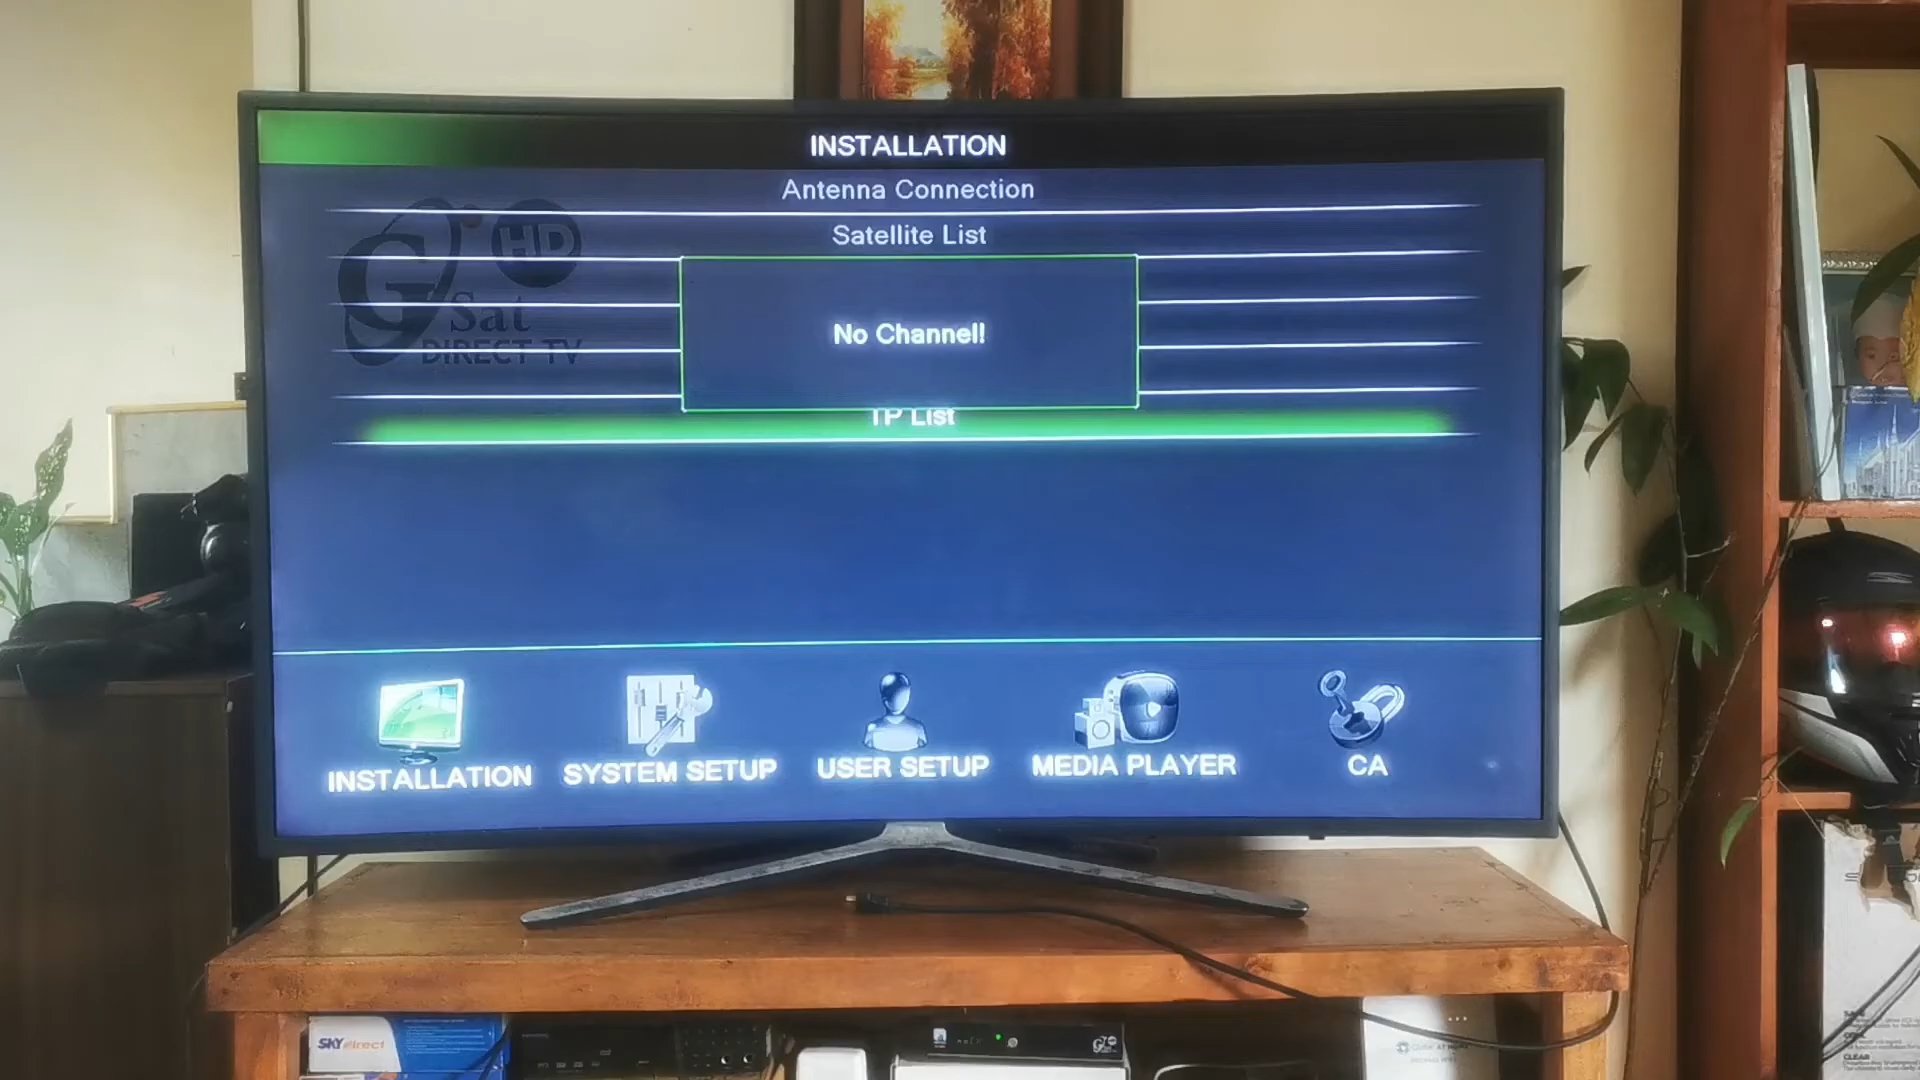 INSTALLATION
Antenna Connection
Satellite List
HD
G
Sat
DIRECT TV
No Channel!
TP List
INSTALLATION
SYSTEM SETUP
USER SETUP
MEDIA PLAYER
CA
SKYdirect
CLEAR